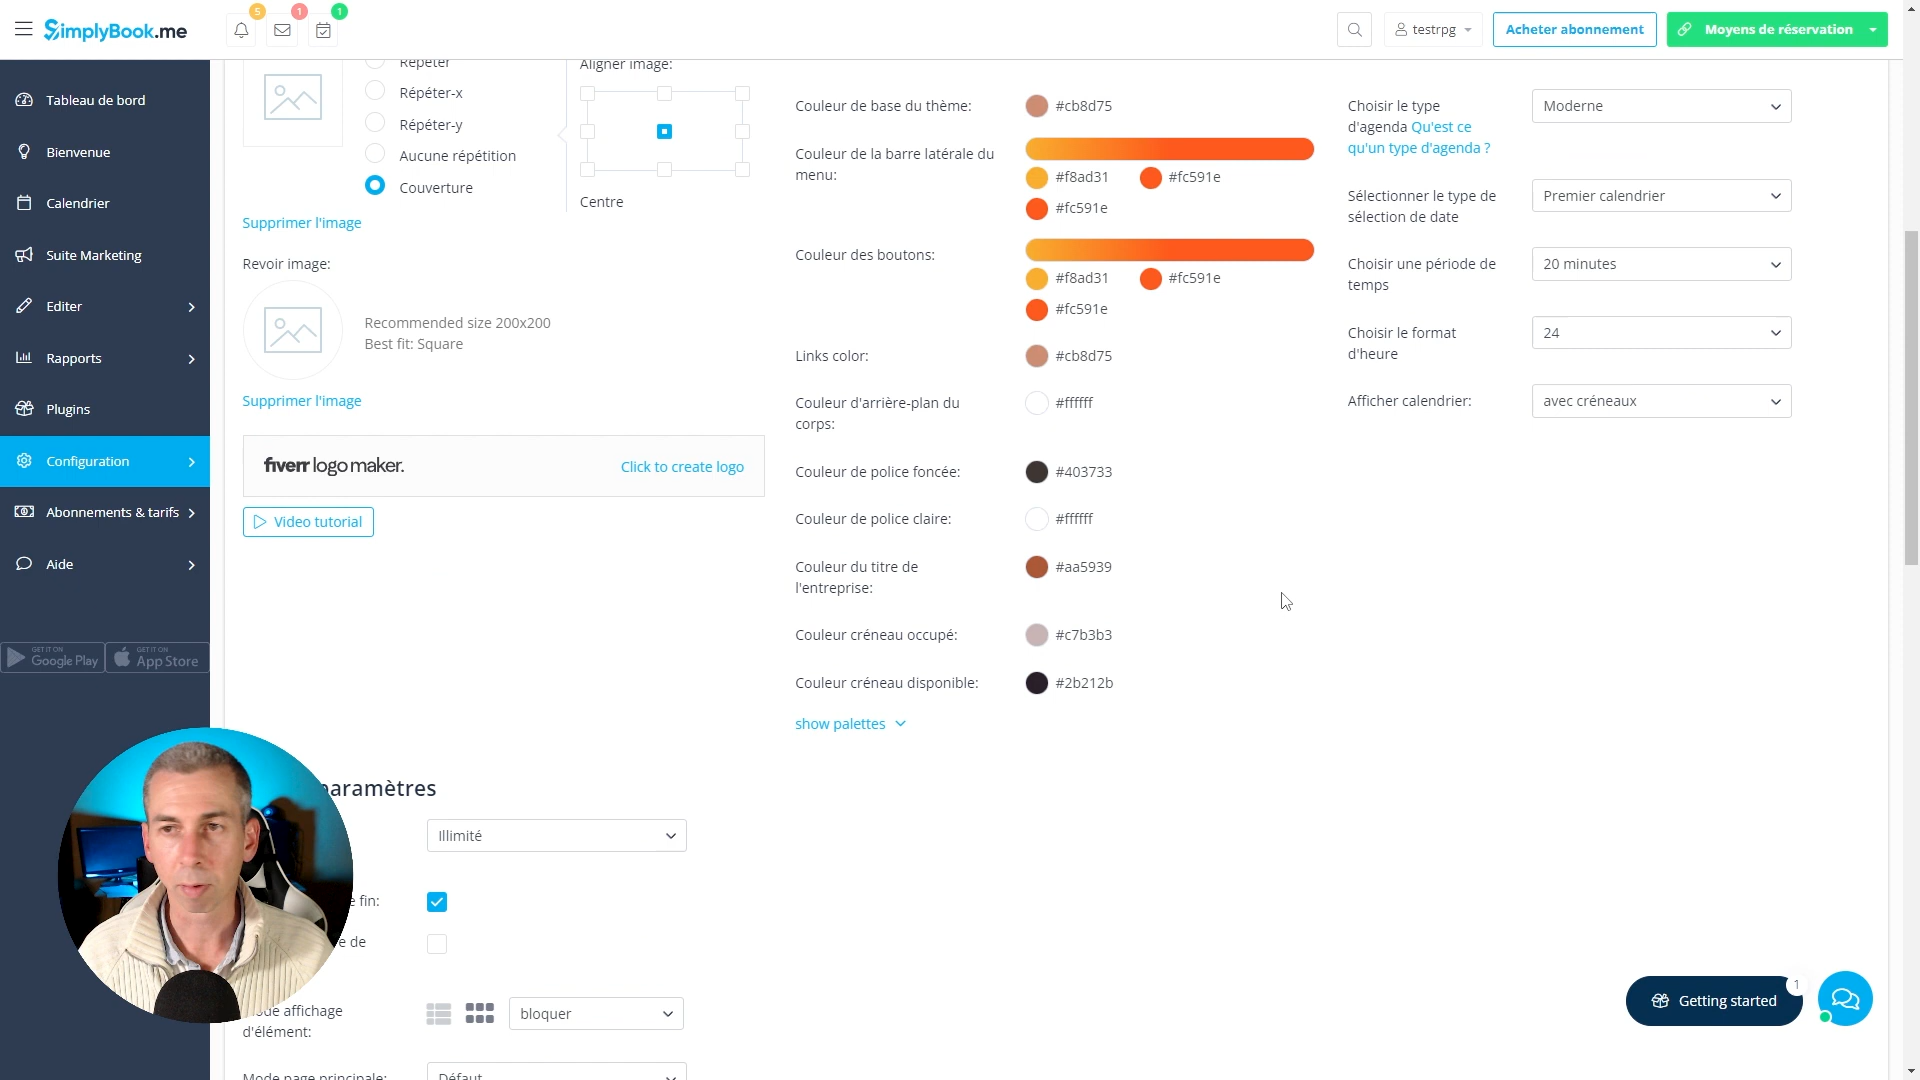 SimplyBook.me
5
1
1
testrpg
Acheter abonnement
Moyens de réservation
Tableau de bord
Bienvenue
Calendrier
Suite Marketing
Editer
Rapports
Plugins
Configuration
Abonnements & tarifs
Aide
GET IT ON
Google Play
GET IT ON
App Store
Répéter
Répéter-x
Répéter-y
Aucune répétition
Couverture
Aligner image:
Centre
Supprimer l'image
Revoir image:
Recommended size 200x200
Best fit: Square
Supprimer l'image
fiverr logo maker.
Click to create logo
Video tutorial
Couleur de base du thème:
#cb8d75
Couleur de la barre latérale du
menu:
#f8ad31
#fc591e
#fc591e
Couleur des boutons:
#f8ad31
#fc591e
#fc591e
Links color:
#cb8d75
Couleur d'arrière-plan du
corps:
#ffffff
Couleur de police foncée:
#403733
Couleur de police claire:
#ffffff
Couleur du titre de
l'entreprise:
#aa5939
Couleur créneau occupé:
#c7b3b3
Couleur créneau disponible:
#2b212b
show palettes
Choisir le type
d'agenda Qu'est ce
qu'un type d'agenda ?
Moderne
Sélectionner le type de
sélection de date
Premier calendrier
Choisir une période de
temps
20 minutes
Choisir le format
d'heure
24
Afficher calendrier:
avec créneaux
paramètres
Illimité
e fin:
e de
ode affichage
d'élément:
bloquer
Mode page principale:
Défaut
Getting started
1